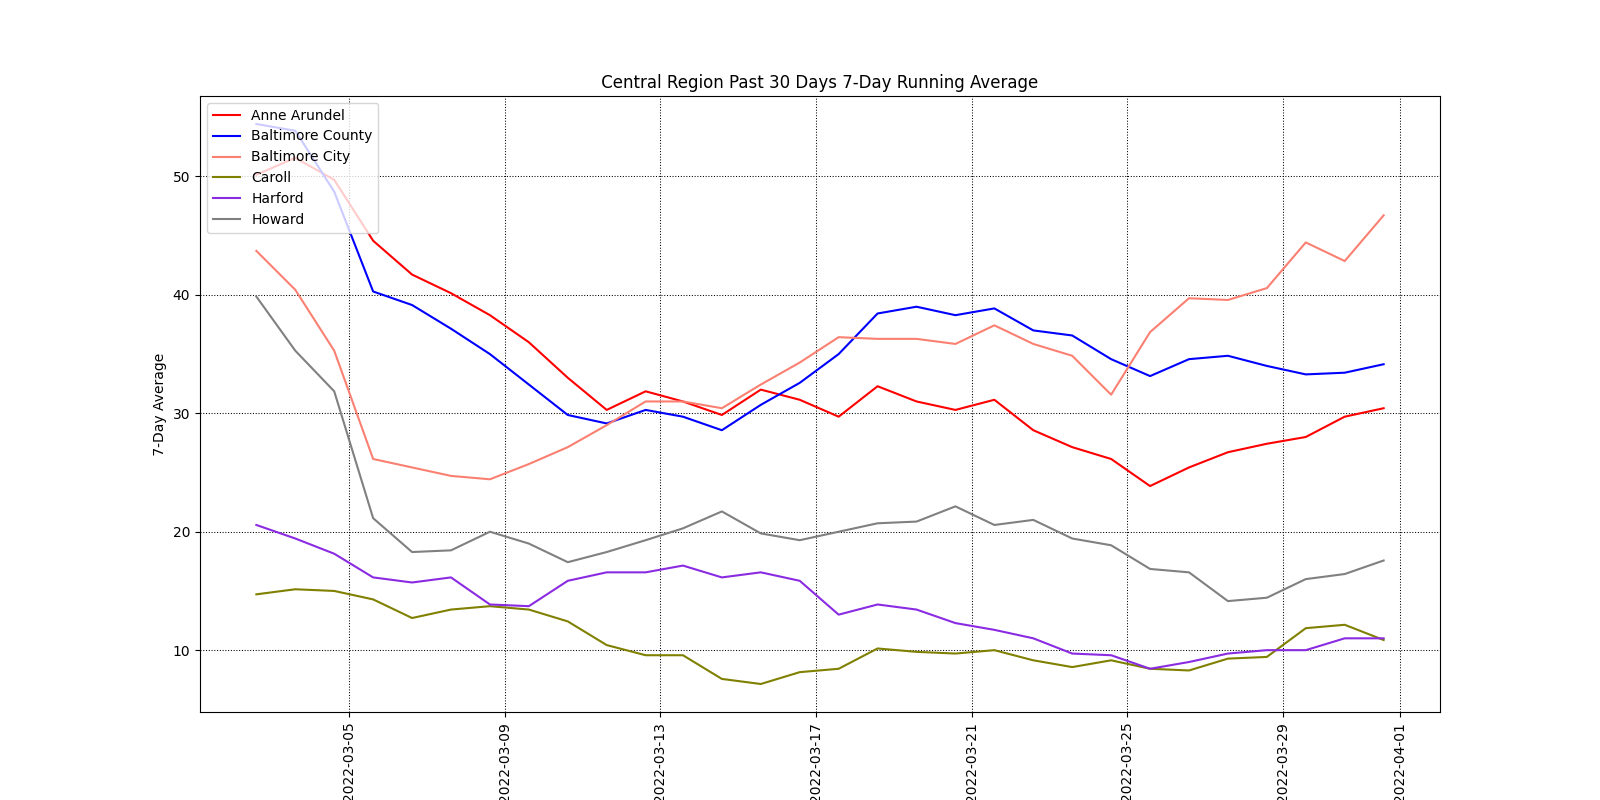 Central Region Past 30 Days 7-Day Running Average
Anne Arundel
Baltimore County
Baltimore City
Caroll
Harford
Howard
7-Day Average
50
40
30
20
10
2022-03-05
2022-03-09
2022-03-13
2022-03-17
2022-03-21
2022-03-25
2022-03-29
2022-04-01